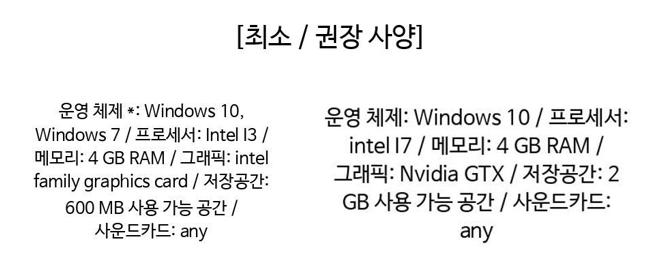 [최소 / 권장 사양]
운영 체제 *: Windows 10,
Windows 7 / 프로세서: Intel I3 /
메모리: 4 GB RAM / 그래픽: intel
family graphics card / 저장공간:
600 MB 사용 가능 공간 /
사운드카드: any
운영 체제: Windows 10 / 프로세서:
intel I7 / 메모리: 4 GB RAM /
그래픽: Nvidia GTX / 저장공간: 2
GB 사용 가능 공간 / 사운드카드:
any